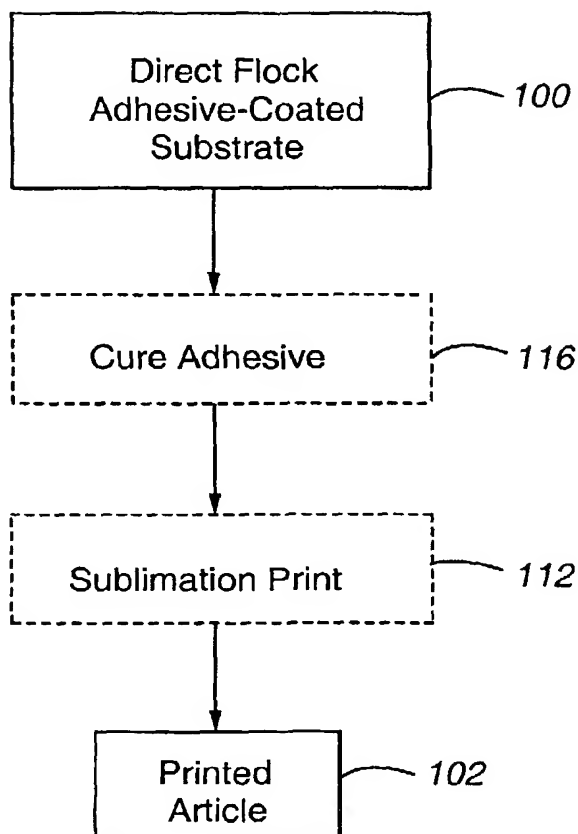 Direct Flock
Adhesive-Coated
Substrate
100
Cure Adhesive
116
Sublimation Print
112
Printed
Article
102